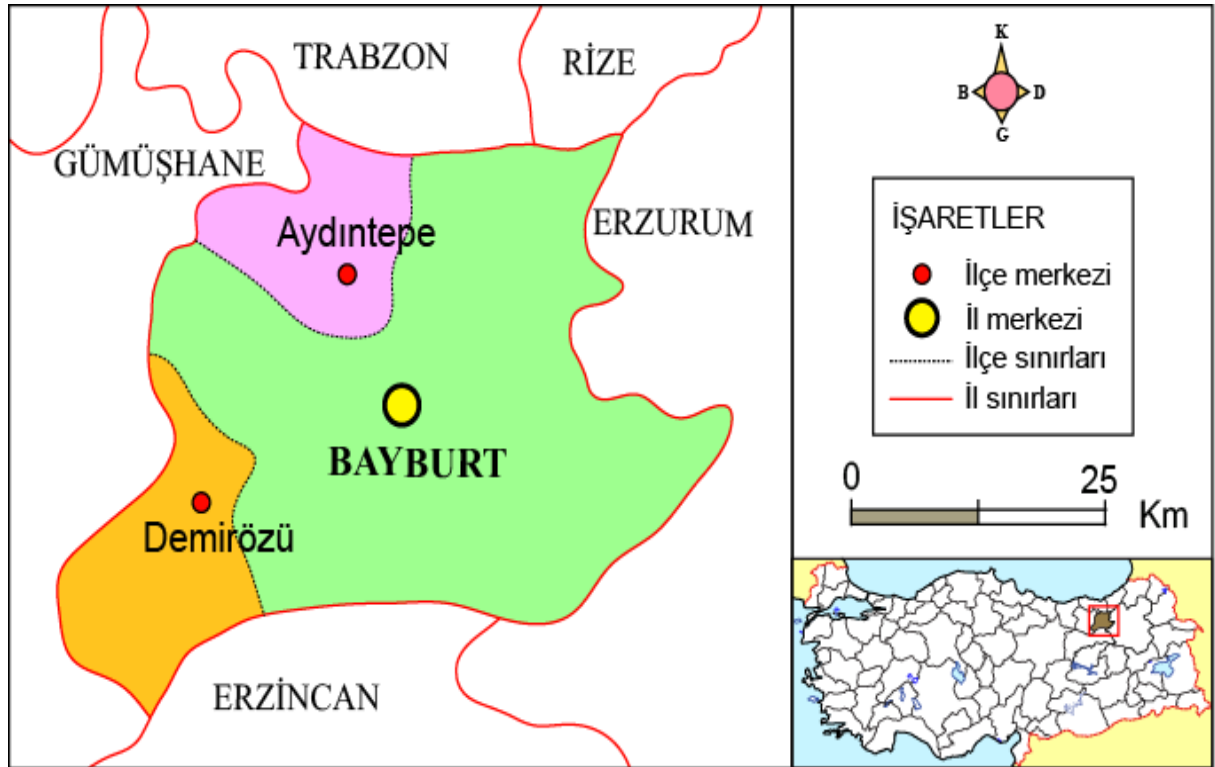 TRABZON
RİZE
GÜMÜŞHANE
ERZURUM
Aydıntepe
BAYBURT
Demirözü
ERZİNCAN
K
B D
G
İŞARETLER
İlçe merkezi
İl merkezi
İlçe sınırları
İl sınırları
0 25
Km